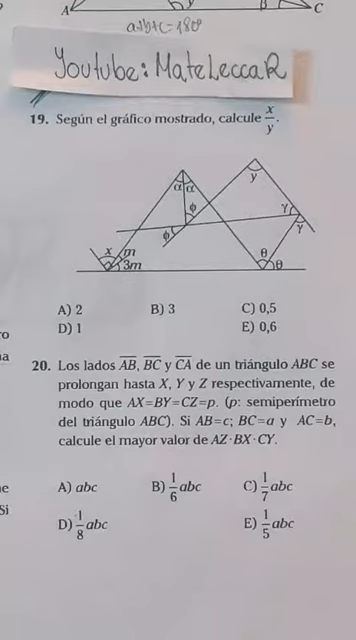 A y B C
a+b+c=180°
Youtube: MateLeccaR
19. Según el gráfico mostrado, calcule x/y.
α α y
ϕ γ
ϕ γ
x m θ
3m θ
A) 2 B) 3 C) 0,5
D) 1 E) 0,6
o
a
20. Los lados AB, BC y CA de un triángulo ABC se
prolongan hasta X, Y y Z respectivamente, de
modo que AX=BY=CZ=p. (p: semiperímetro
del triángulo ABC). Si AB=c; BC=a y AC=b,
calcule el mayor valor de AZ·BX·CY.
e A) abc B) 1/6 abc C) 1/7 abc
Si
D) 1/8 abc E) 1/5 abc